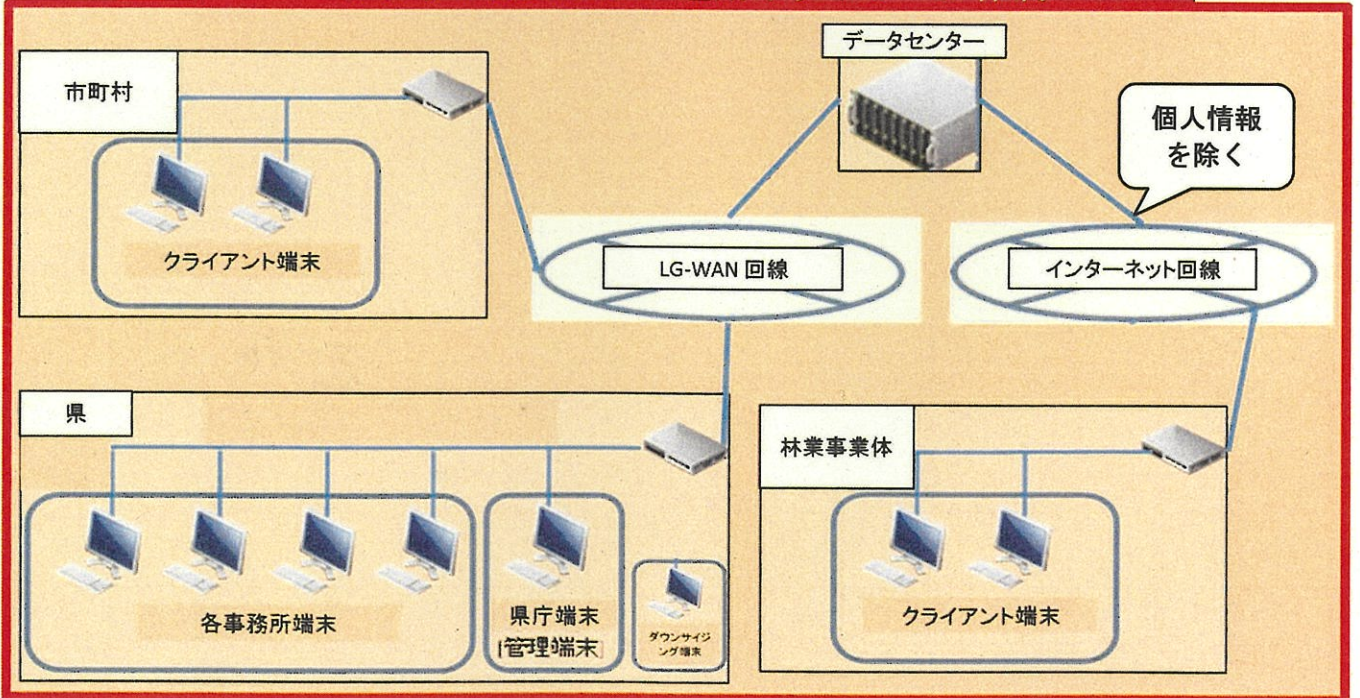 データセンター
市町村
個人情報
を除く
クライアント端末
LG-WAN 回線
インターネット回線
県
林業事業体
各事務所端末
県庁端末
[管理端末]
ダウンサイジ
ング端末
クライアント端末